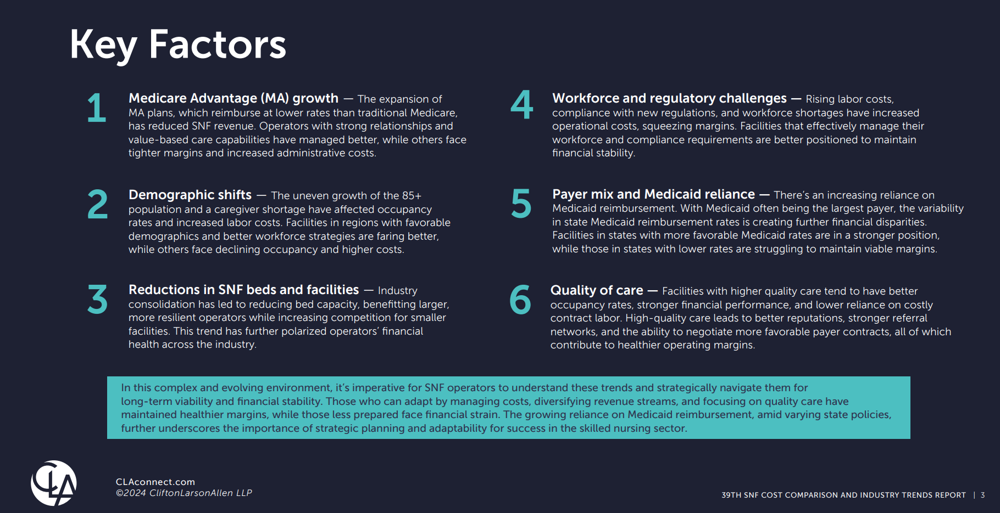 Key Factors
1
Medicare Advantage (MA) growth — The expansion of
MA plans, which reimburse at lower rates than traditional Medicare,
has reduced SNF revenue. Operators with strong relationships and
value-based care capabilities have managed better, while others face
tighter margins and increased administrative costs.
2
Demographic shifts — The uneven growth of the 85+
population and a caregiver shortage have affected occupancy
rates and increased labor costs. Facilities in regions with favorable
demographics and better workforce strategies are faring better,
while others face declining occupancy and higher costs.
3
Reductions in SNF beds and facilities — Industry
consolidation has led to reducing bed capacity, benefitting larger,
more resilient operators while increasing competition for smaller
facilities. This trend has further polarized operators’ financial
health across the industry.
4
Workforce and regulatory challenges — Rising labor costs,
compliance with new regulations, and workforce shortages have increased
operational costs, squeezing margins. Facilities that effectively manage their
workforce and compliance requirements are better positioned to maintain
financial stability.
5
Payer mix and Medicaid reliance — There’s an increasing reliance on
Medicaid reimbursement. With Medicaid often being the largest payer, the variability
in state Medicaid reimbursement rates is creating further financial disparities.
Facilities in states with more favorable Medicaid rates are in a stronger position,
while those in states with lower rates are struggling to maintain viable margins.
6
Quality of care — Facilities with higher quality care tend to have better
occupancy rates, stronger financial performance, and lower reliance on costly
contract labor. High-quality care leads to better reputations, stronger referral
networks, and the ability to negotiate more favorable payer contracts, all of which
contribute to healthier operating margins.
In this complex and evolving environment, it’s imperative for SNF operators to understand these trends and strategically navigate them for
long-term viability and financial stability. Those who can adapt by managing costs, diversifying revenue streams, and focusing on quality care have
maintained healthier margins, while those less prepared face financial strain. The growing reliance on Medicaid reimbursement, amid varying state policies,
further underscores the importance of strategic planning and adaptability for success in the skilled nursing sector.
CLA
CLAconnect.com
©2024 CliftonLarsonAllen LLP
39TH SNF COST COMPARISON AND INDUSTRY TRENDS REPORT | 3